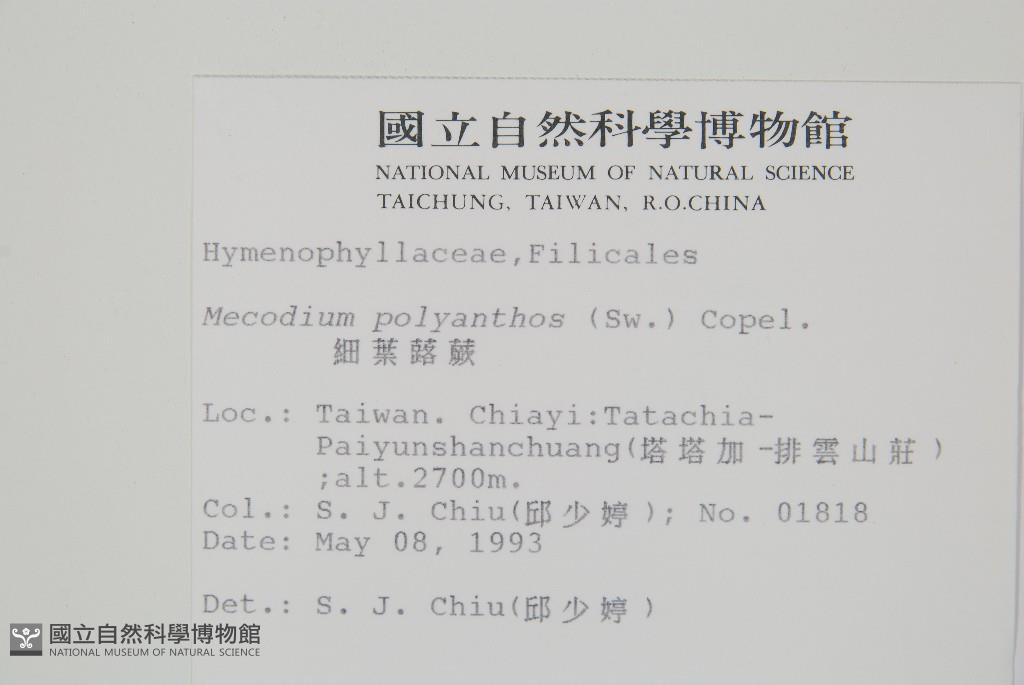 國立自然科學博物館
NATIONAL MUSEUM OF NATURAL SCIENCE
TAICHUNG, TAIWAN, R.O.CHINA
Hymenophyllaceae,Filicales
Mecodium polyanthos (Sw.) Copel.
細葉蕗蕨
Loc.: Taiwan. Chiayi:Tatachia-
Paiyunshanchuang(塔塔加-排雲山莊)
;alt.2700m.
Col.: S. J. Chiu(邱少婷); No. 01818
Date: May 08, 1993
Det.: S. J. Chiu(邱少婷)
國立自然科學博物館
NATIONAL MUSEUM OF NATURAL SCIENCE